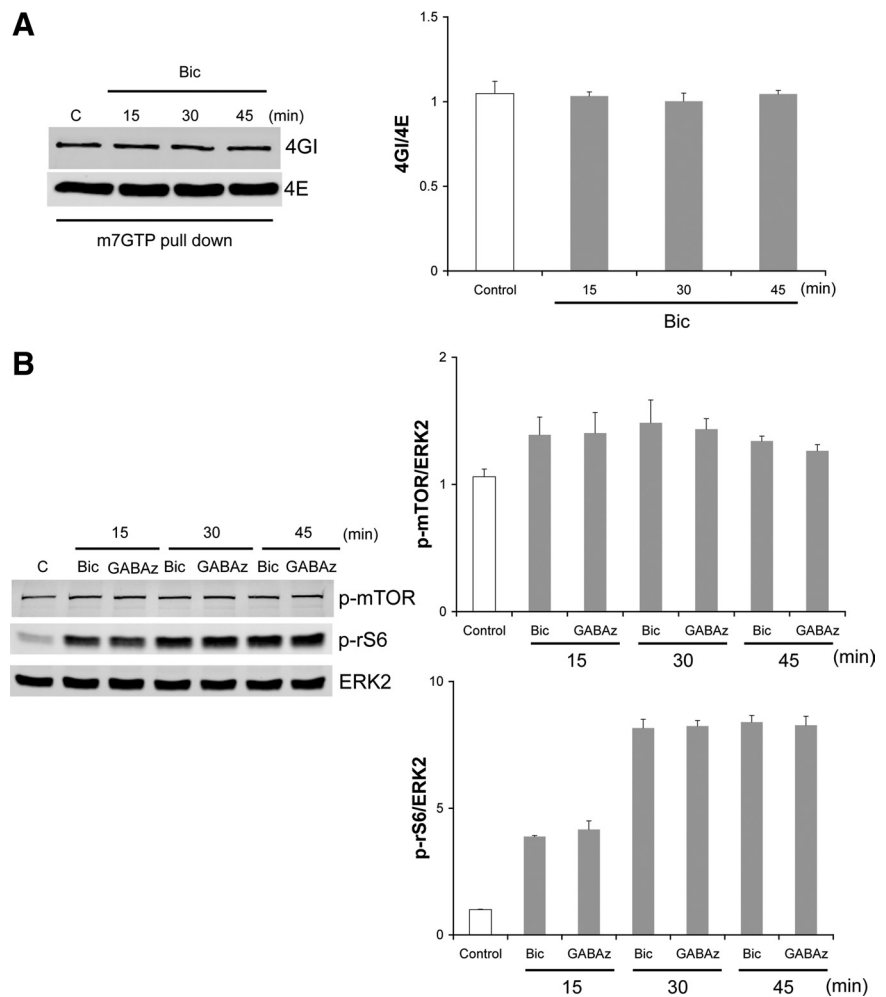 A
Bic
C 15 30 45 (min)
4GI
4E
m7GTP pull down
1.5
1
0.5
0
4GI/4E
Control 15 30 45 (min)
Bic
B
15 30 45 (min)
C Bic GABAz Bic GABAz Bic GABAz
p-mTOR
p-rS6
ERK2
2
1
0
p-mTOR/ERK2
Control Bic GABAz Bic GABAz Bic GABAz
15 30 45 (min)
10
5
0
p-rS6/ERK2
Control Bic GABAz Bic GABAz Bic GABAz
15 30 45 (min)